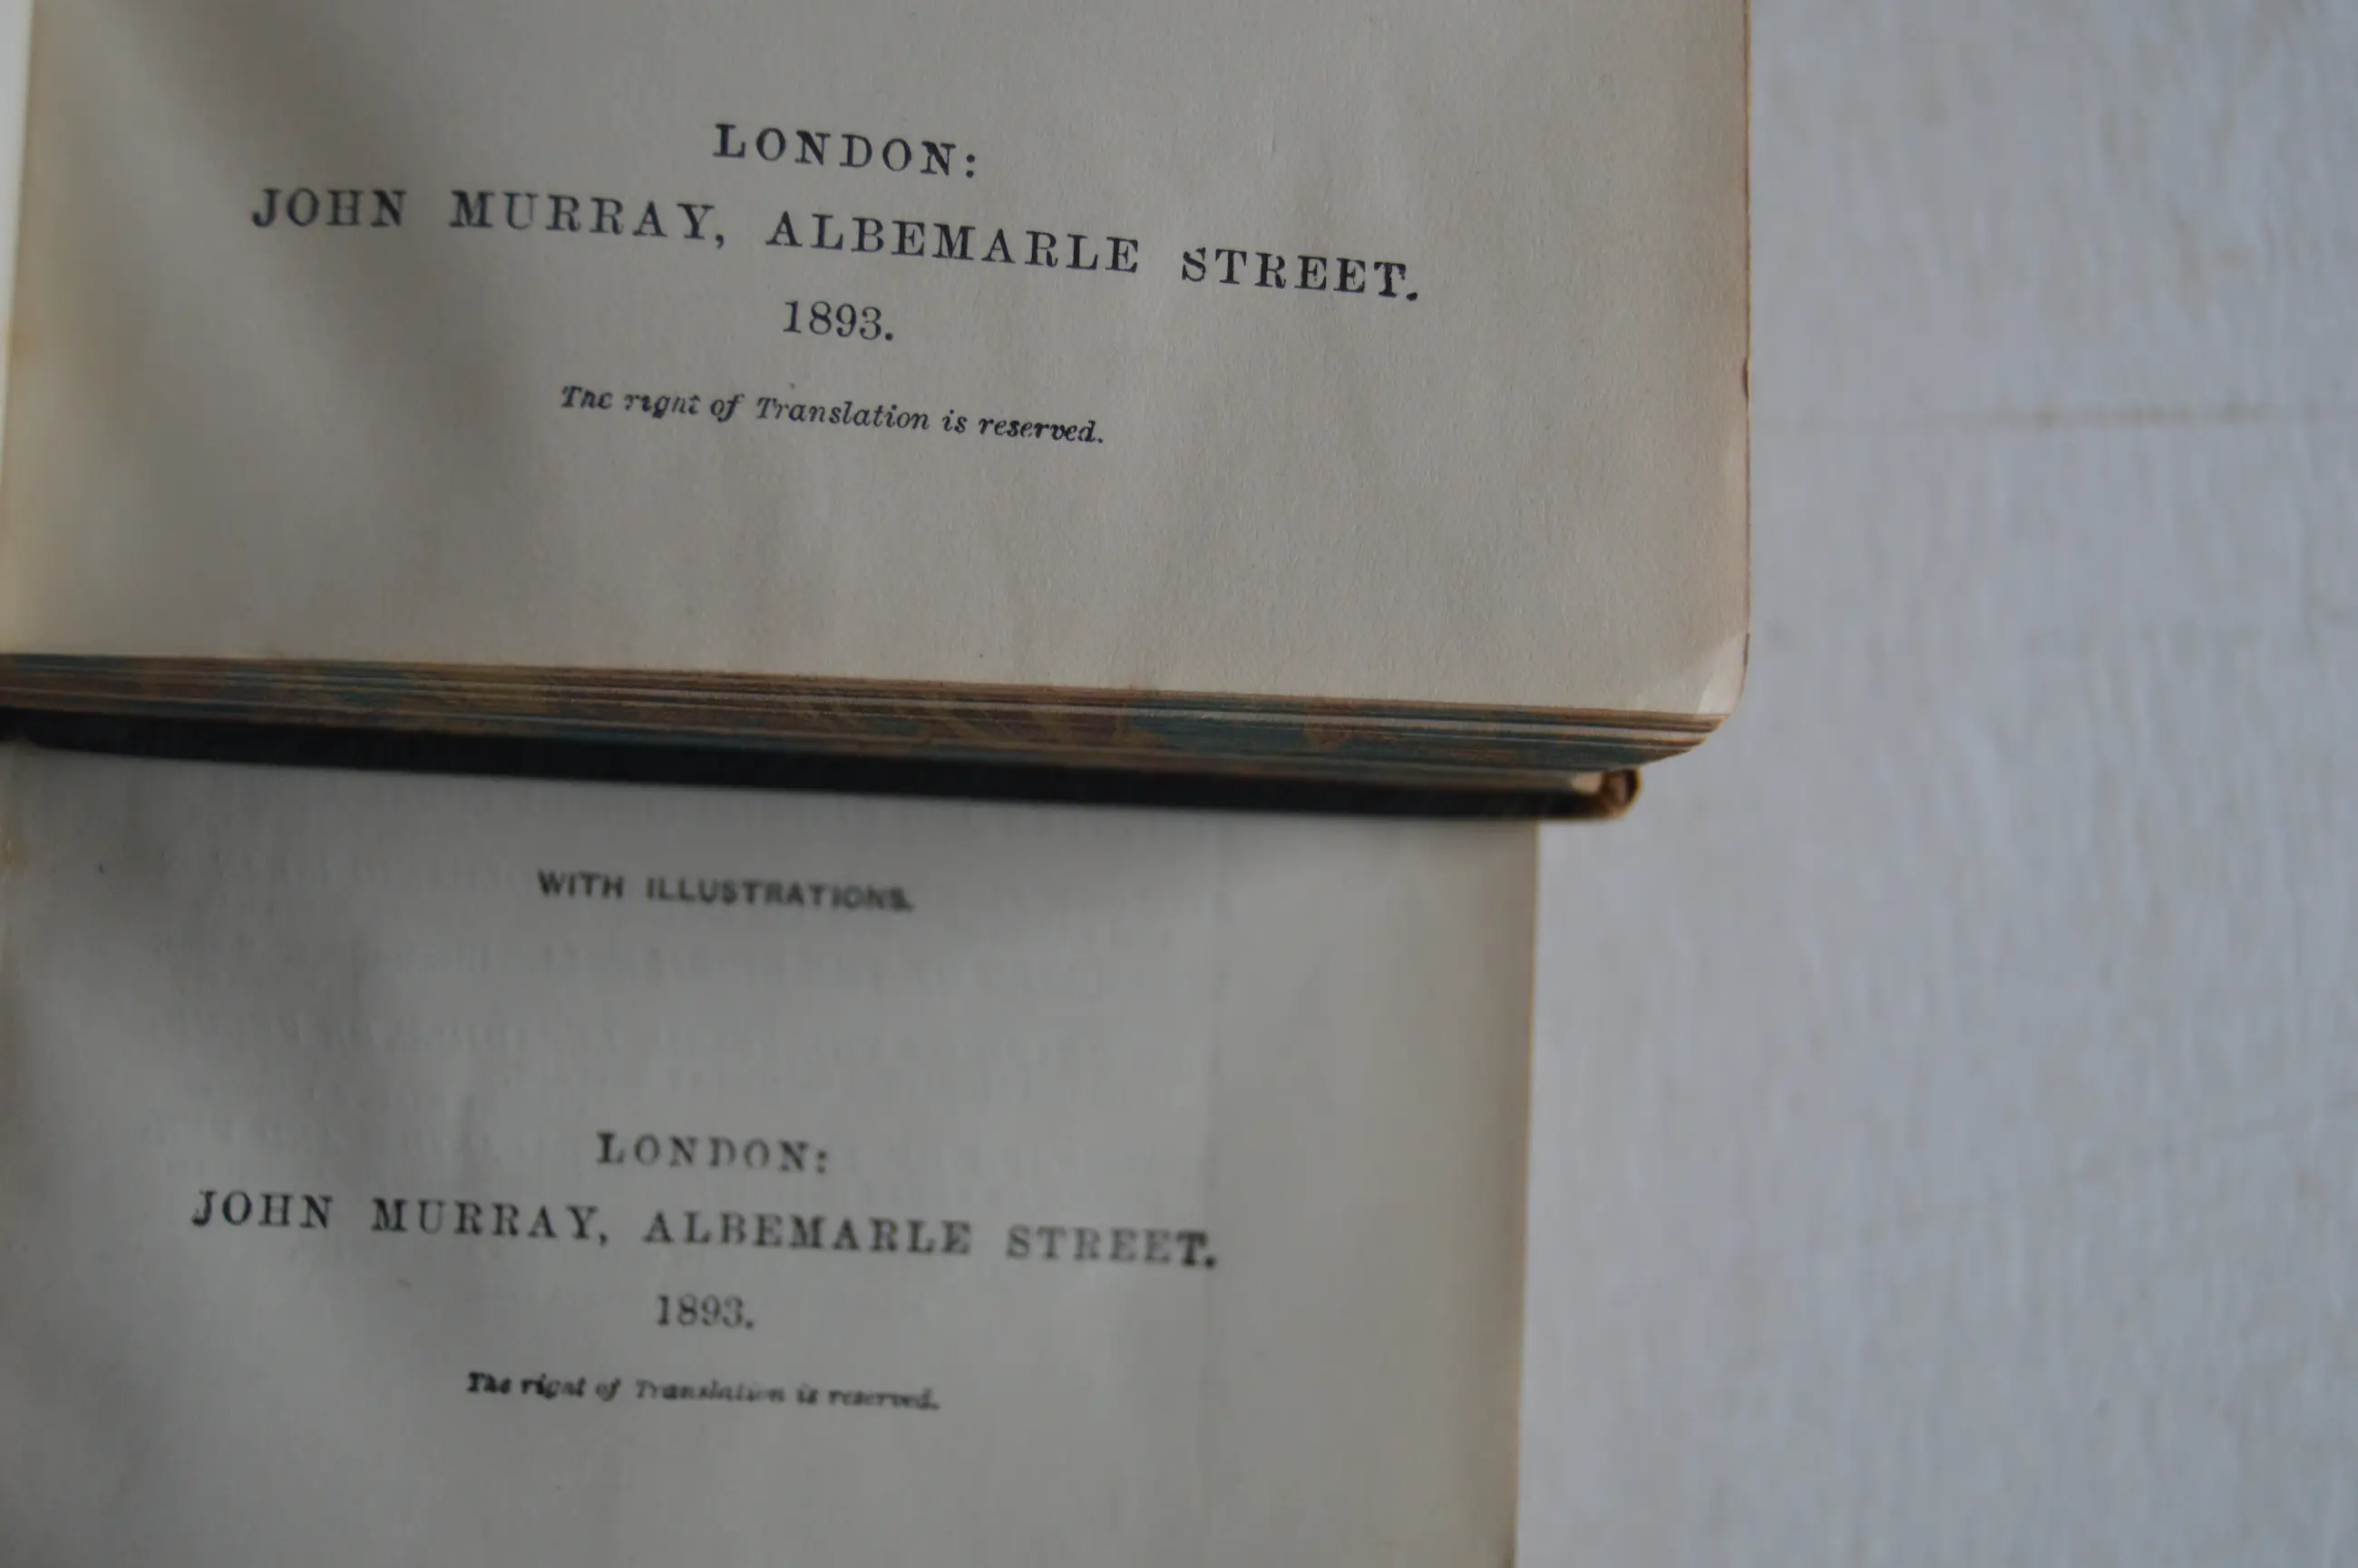 LONDON:
JOHN MURRAY, ALBEMARLE STREET.
1893.
The right of Translation is reserved.
WITH ILLUSTRATIONS.
LONDON:
JOHN MURRAY, ALBEMARLE STREET.
1893.
The right of Translation is reserved.